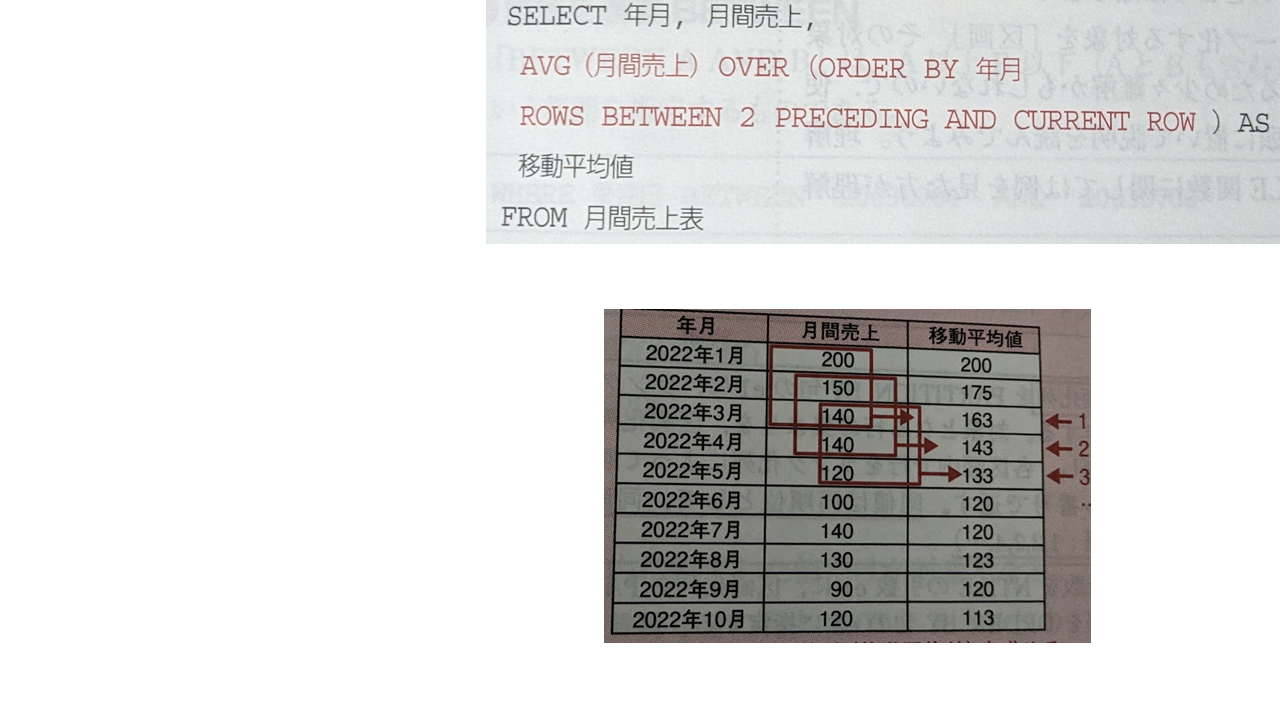 SELECT 年月, 月間売上,
AVG (月間売上) OVER (ORDER BY 年月
ROWS BETWEEN 2 PRECEDING AND CURRENT ROW ) AS
移動平均値
FROM 月間売上表
年月 月間売上 移動平均値
2022年1月 200 200
2022年2月 150 175
2022年3月 140 163 1
2022年4月 140 143 2
2022年5月 120 133 3
2022年6月 100 120 ‥
2022年7月 140 120
2022年8月 130 123
2022年9月 90 120
2022年10月 120 113